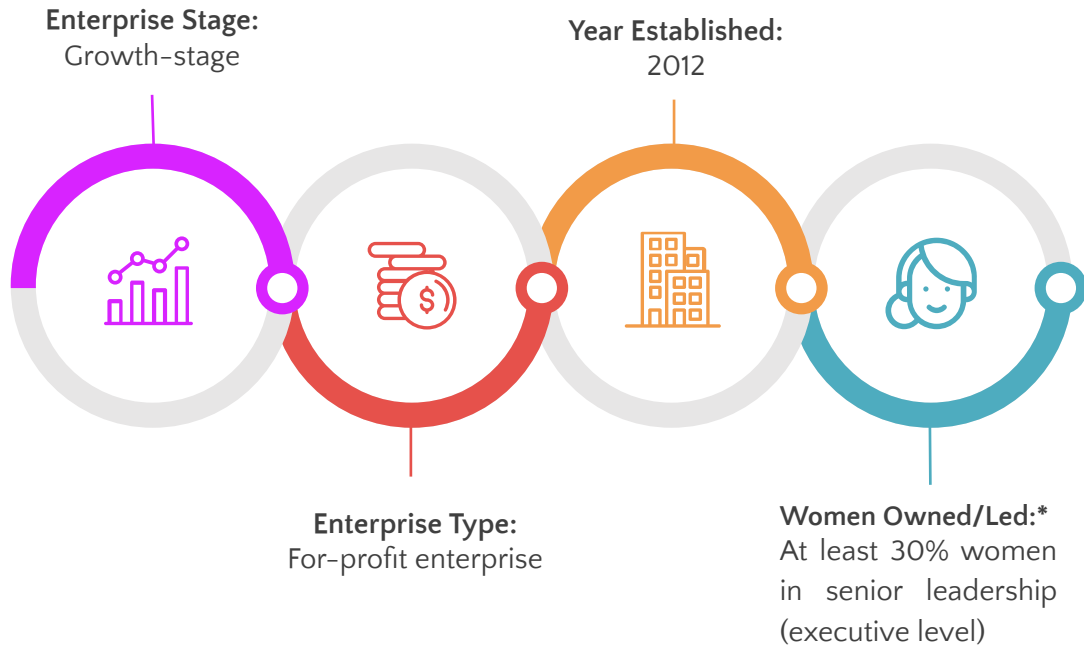 Enterprise Stage:
Growth-stage
Year Established:
2012
$
Enterprise Type:
For-profit enterprise
Women Owned/Led:*
At least 30% women
in senior leadership
(executive level)